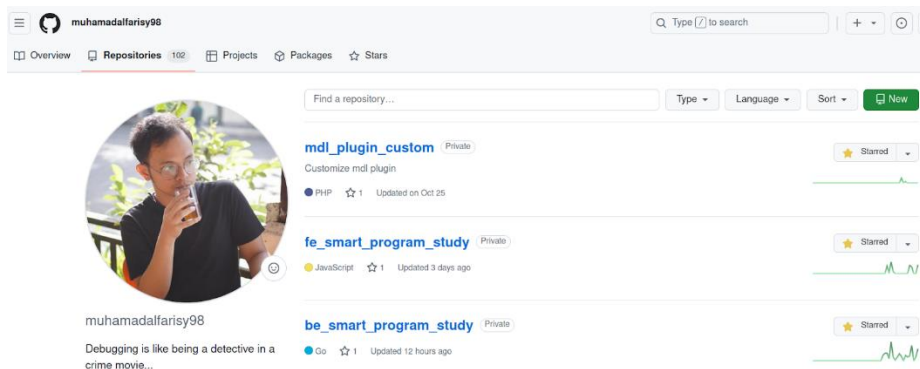 muhamadalfarisy98
Type / to search
Overview Repositories 102 Projects Packages Stars
Find a repository...
Type Language Sort New
mdl_plugin_custom Private
Starred
Customize mdl plugin
PHP 1 Updated on Oct 25
fe_smart_program_study Private
Starred
JavaScript 1 Updated 3 days ago
muhamadalfarisy98
be_smart_program_study Private
Starred
Debugging is like being a detective in a
crime movie...
Go 1 Updated 12 hours ago